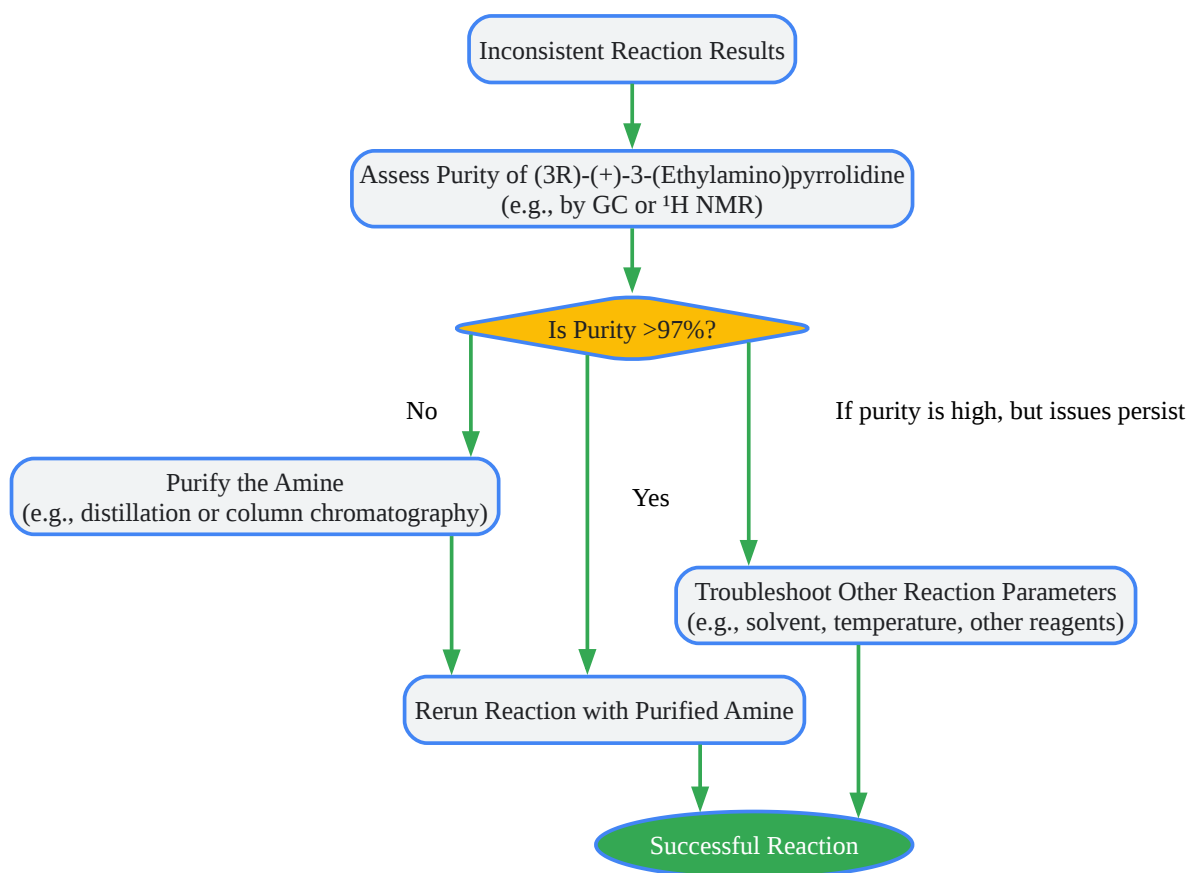 Inconsistent Reaction Results
Assess Purity of (3R)-(+)-3-(Ethylamino)pyrrolidine
(e.g., by GC or ¹H NMR)
Is Purity >97%?
No
If purity is high, but issues persist
Purify the Amine
(e.g., distillation or column chromatography)
Yes
Troubleshoot Other Reaction Parameters
(e.g., solvent, temperature, other reagents)
Rerun Reaction with Purified Amine
Successful Reaction